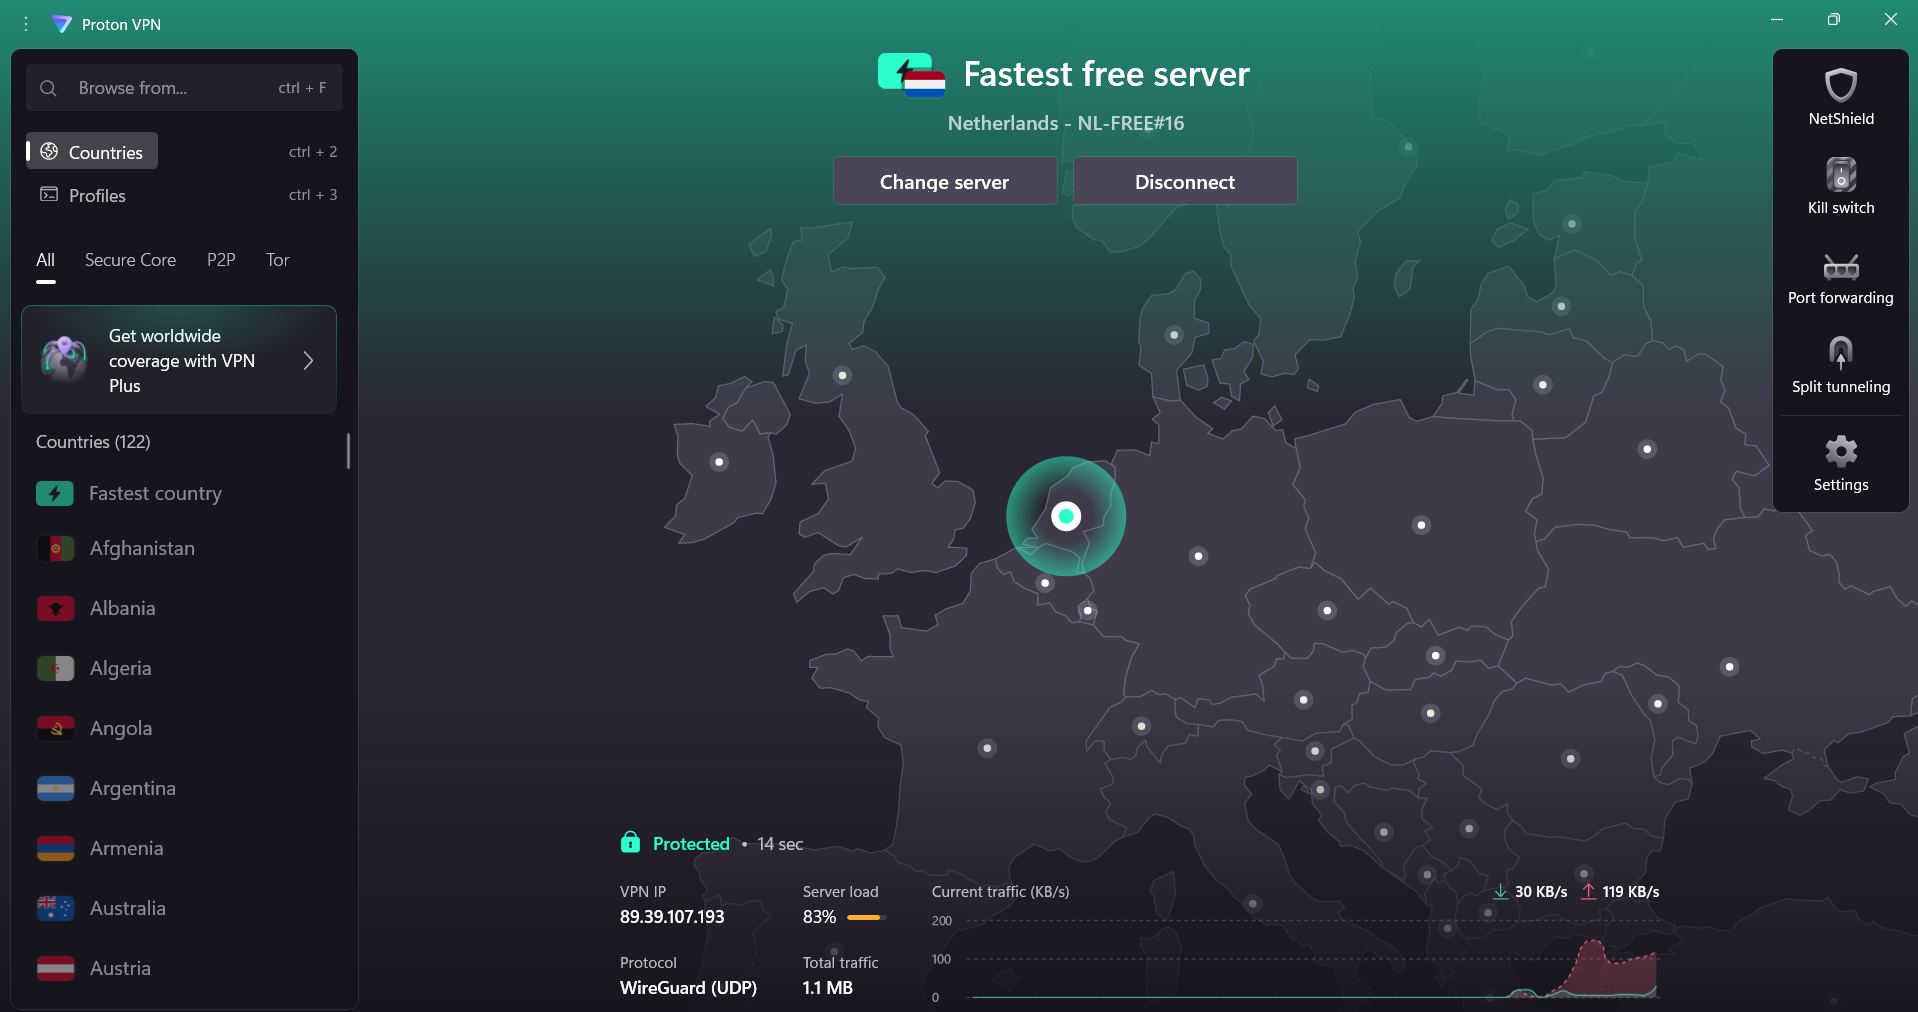 Proton VPN
Browse from...
ctrl + F
Countries
ctrl + 2
Profiles
ctrl + 3
All
Secure Core
P2P
Tor
Get worldwide
coverage with VPN
Plus
Countries (122)
Fastest country
Afghanistan
Albania
Algeria
Angola
Argentina
Armenia
Australia
Austria
Fastest free server
Netherlands - NL-FREE#16
Change server
Disconnect
Protected • 14 sec
VPN IP
89.39.107.193
Server load
83%
Protocol
WireGuard (UDP)
Total traffic
1.1 MB
Current traffic (KB/s)
30 KB/s
119 KB/s
200
100
0
NetShield
Kill switch
Port forwarding
Split tunneling
Settings